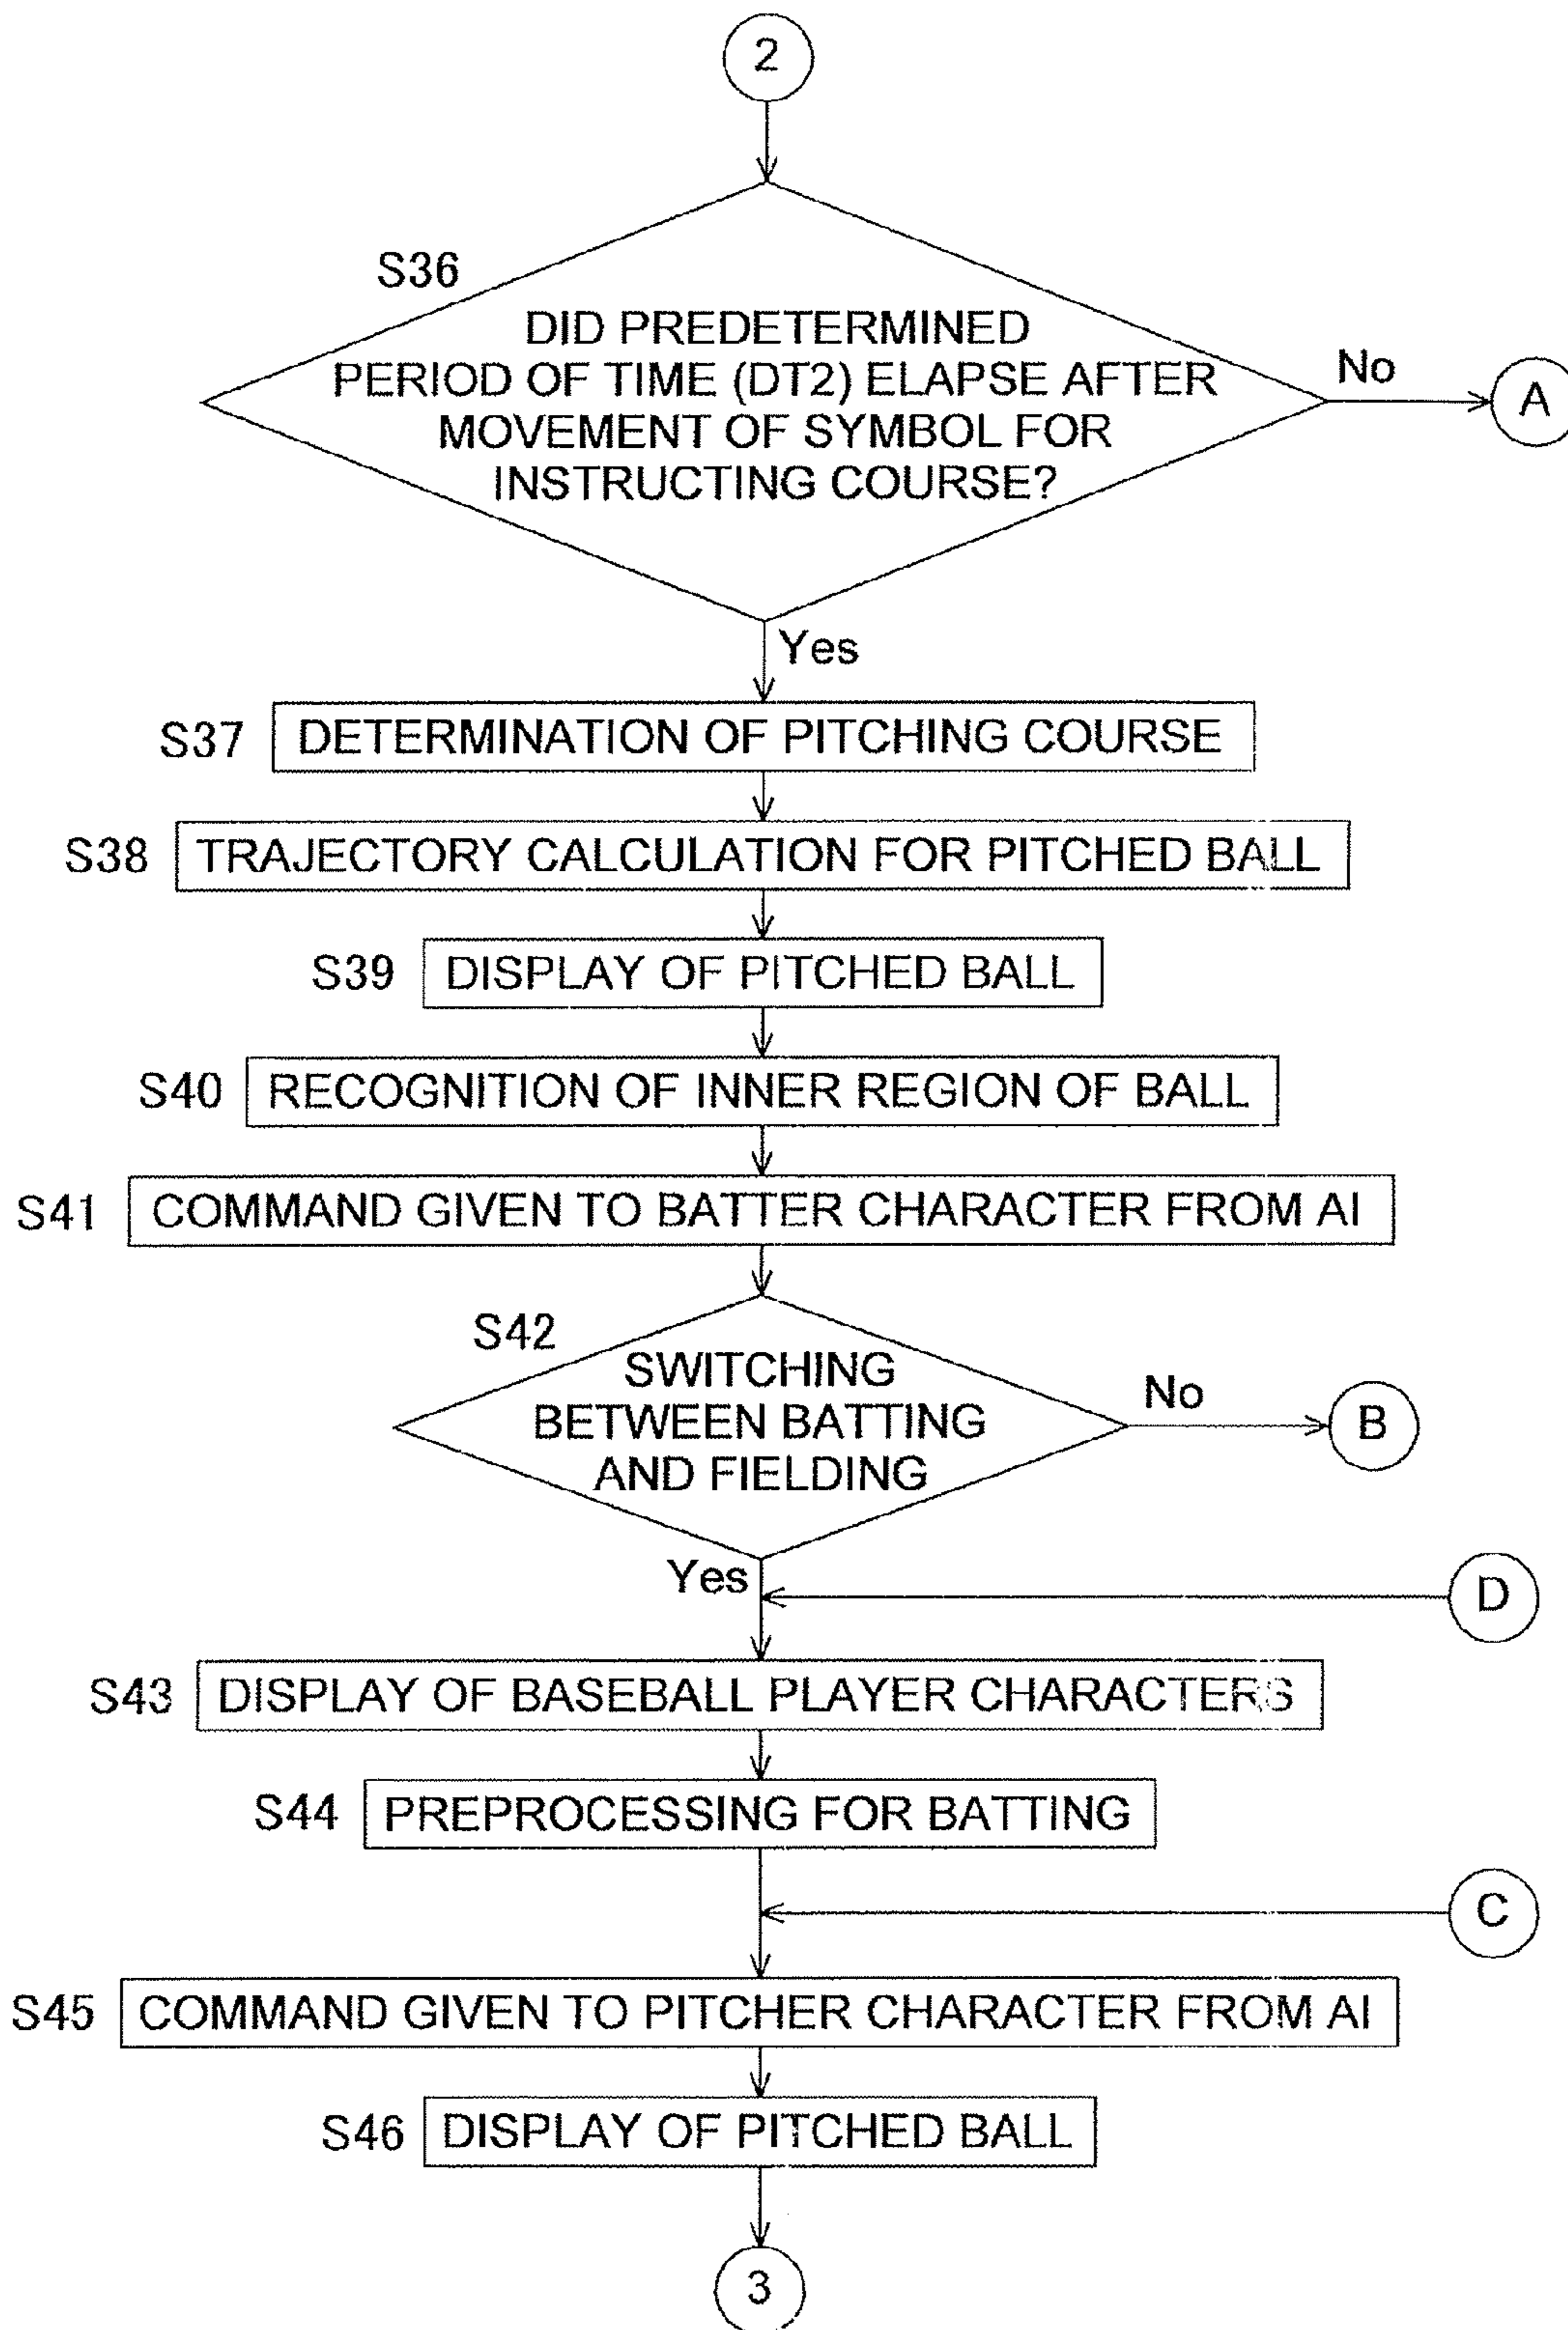 2
S36
DID PREDETERMINED
PERIOD OF TIME (DT2) ELAPSE AFTER
MOVEMENT OF SYMBOL FOR
INSTRUCTING COURSE?
No
A
Yes
S37 DETERMINATION OF PITCHING COURSE
S38 TRAJECTORY CALCULATION FOR PITCHED BALL
S39 DISPLAY OF PITCHED BALL
S40 RECOGNITION OF INNER REGION OF BALL
S41 COMMAND GIVEN TO BATTER CHARACTER FROM AI
S42
SWITCHING
BETWEEN BATTING
AND FIELDING
No
B
Yes
D
S43 DISPLAY OF BASEBALL PLAYER CHARACTERS
S44 PREPROCESSING FOR BATTING
C
S45 COMMAND GIVEN TO PITCHER CHARACTER FROM AI
S46 DISPLAY OF PITCHED BALL
3